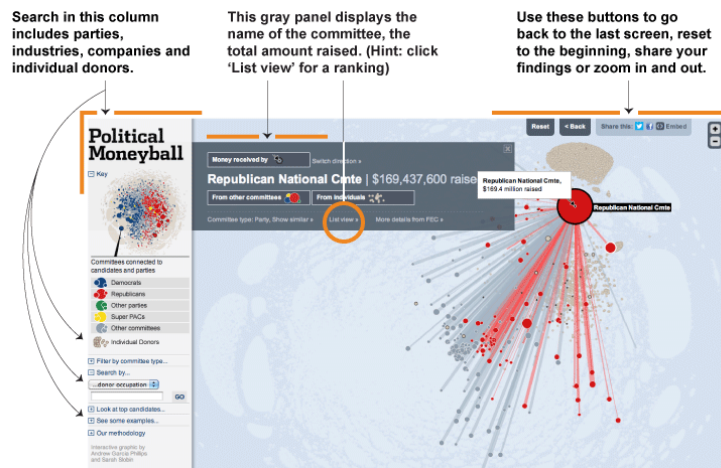 Search in this column
includes parties,
industries, companies and
individual donors.
This gray panel displays the
name of the committee, the
total amount raised. (Hint: click
‘List view’ for a ranking)
Use these buttons to go
back to the last screen, reset
to the beginning, share your
findings or zoom in and out.
Political
Moneyball
Key
Committees connected to
candidates and parties
Democrats
Republicans
Other parties
Super PACs
Other committees
Individual Donors
Filter by committee type...
Search by...
...donor occupation
GO
Look at top candidates...
See some examples...
Our methodology
Interactive graphic by
Andrew Garcia Phillips
and Sarah Slobin
Reset
< Back
Share this: Embed
Money received by
Switch direction »
Republican National Cmte | $169,437,600 raise
From other committees
From individuals
Committee type: Party, Show similar »
List view »
More details from FEC »
Republican National Cmte,
$169.4 million raised
Republican National Cmte